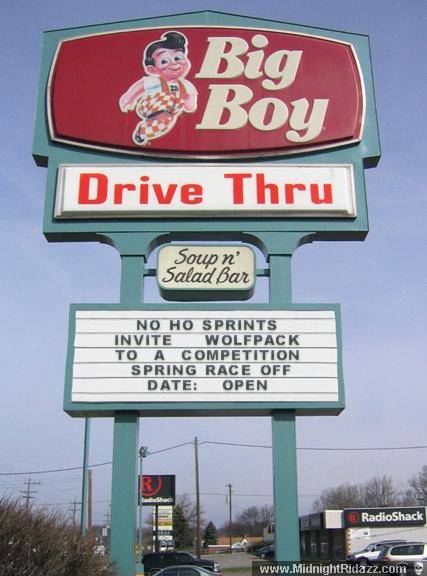 Big
Boy
Drive Thru
Soup n'
Salad Bar
NO HO SPRINTS
INVITE WOLFPACK
TO A COMPETITION
SPRING RACE OFF
DATE: OPEN
R
RadioShack
R RadioShack
www.MidnightRidazz.com